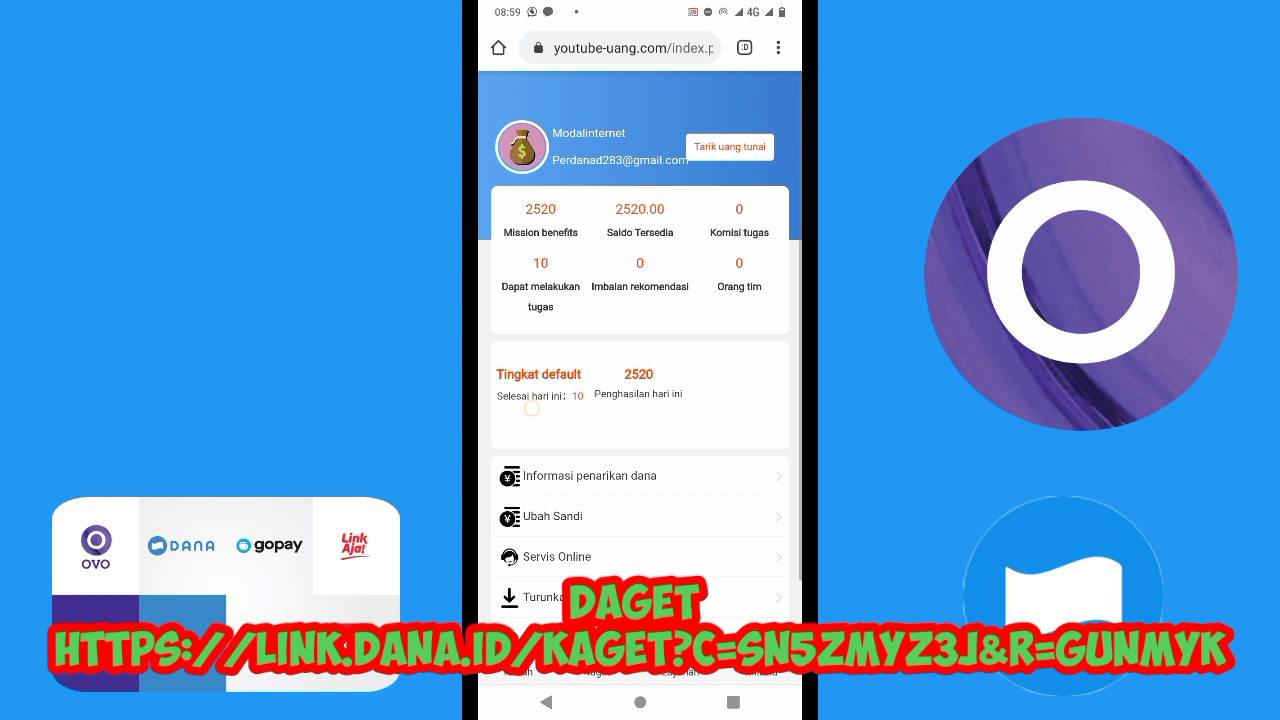 08:59
4G
youtube-uang.com/index.p
:D
Modalinternet
Perdanad283@gmail.com
Tarik uang tunai
2520
2520.00
0
Mission benefits
Saldo Tersedia
Komisi tugas
10
0
0
Dapat melakukan
tugas
Imbalan rekomendasi
Orang tim
Tingkat default
2520
Selesai hari ini: 10
Penghasilan hari ini
Informasi penarikan dana
Ubah Sandi
Servis Online
Turunka
OVO
DANA
gopay
Link
Aja!
DAGET
HTTPS://LINK.DANA.ID/KAGET?C=SN5ZMYZ3J&R=GUNMYK